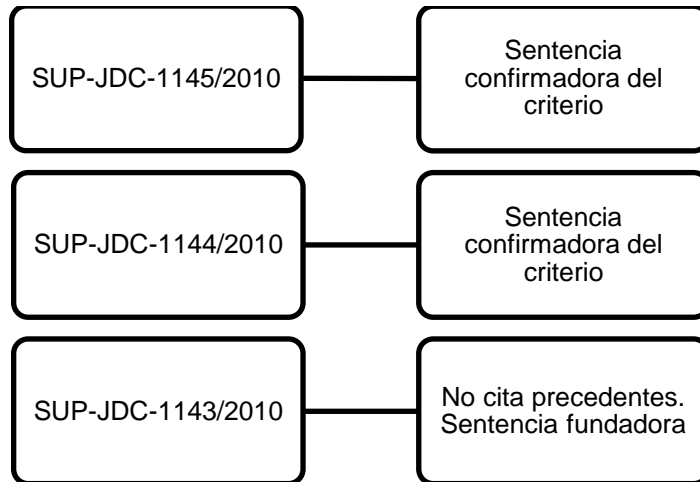 SUP-JDC-1145/2010
Sentencia
confirmadora del
criterio
SUP-JDC-1144/2010
Sentencia
confirmadora del
criterio
SUP-JDC-1143/2010
No cita precedentes.
Sentencia fundadora